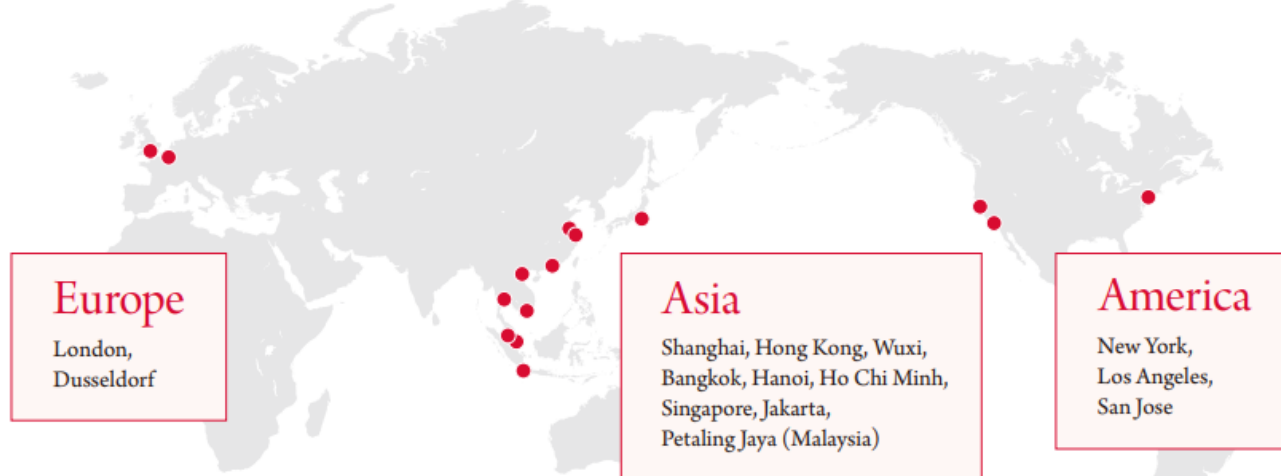 Europe
London,
Dusseldorf
Asia
Shanghai, Hong Kong, Wuxi,
Bangkok, Hanoi, Ho Chi Minh,
Singapore, Jakarta,
Petaling Jaya (Malaysia)
America
New York,
Los Angeles,
San Jose